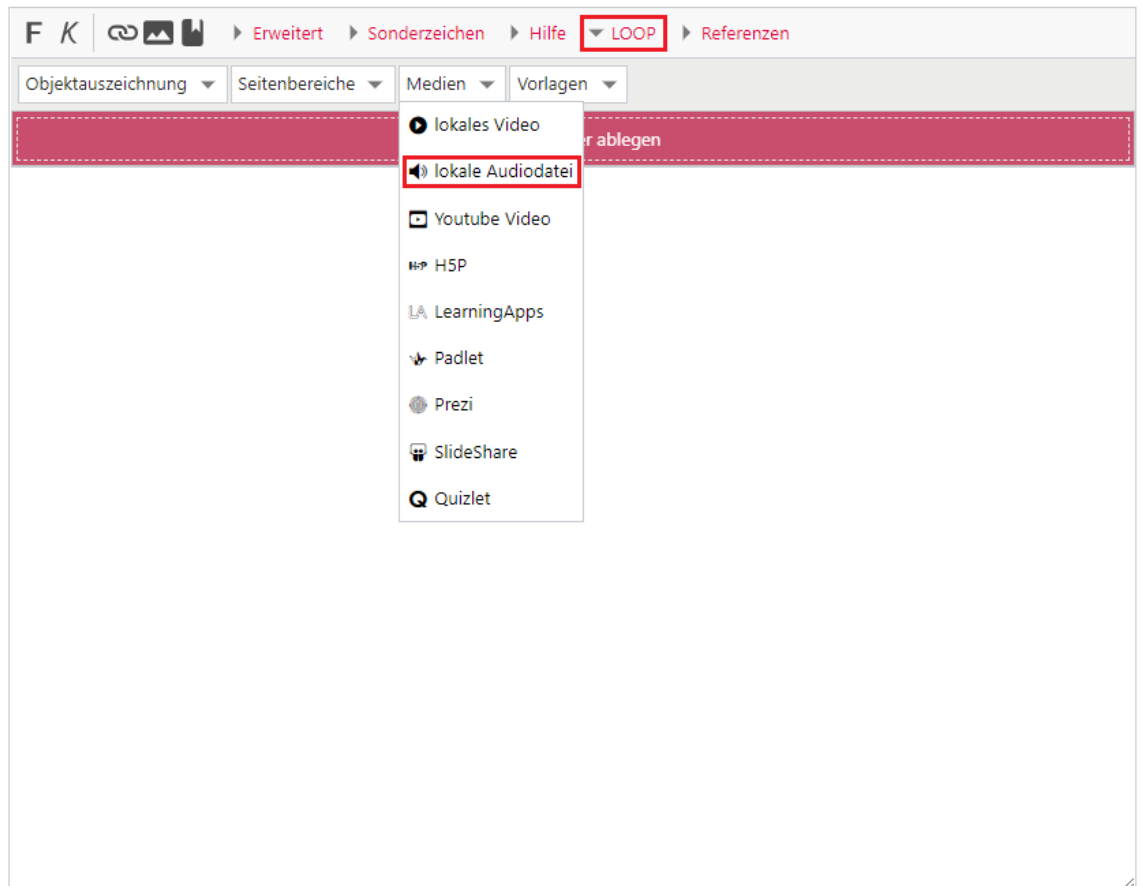 F K Erweitert Sonderzeichen Hilfe LOOP Referenzen
Objektauszeichnung Seitenbereiche Medien Vorlagen
ablegen
lokales Video
lokale Audiodatei
Youtube Video
H5P H5P
LA LearningApps
Padlet
Prezi
SlideShare
Quizlet